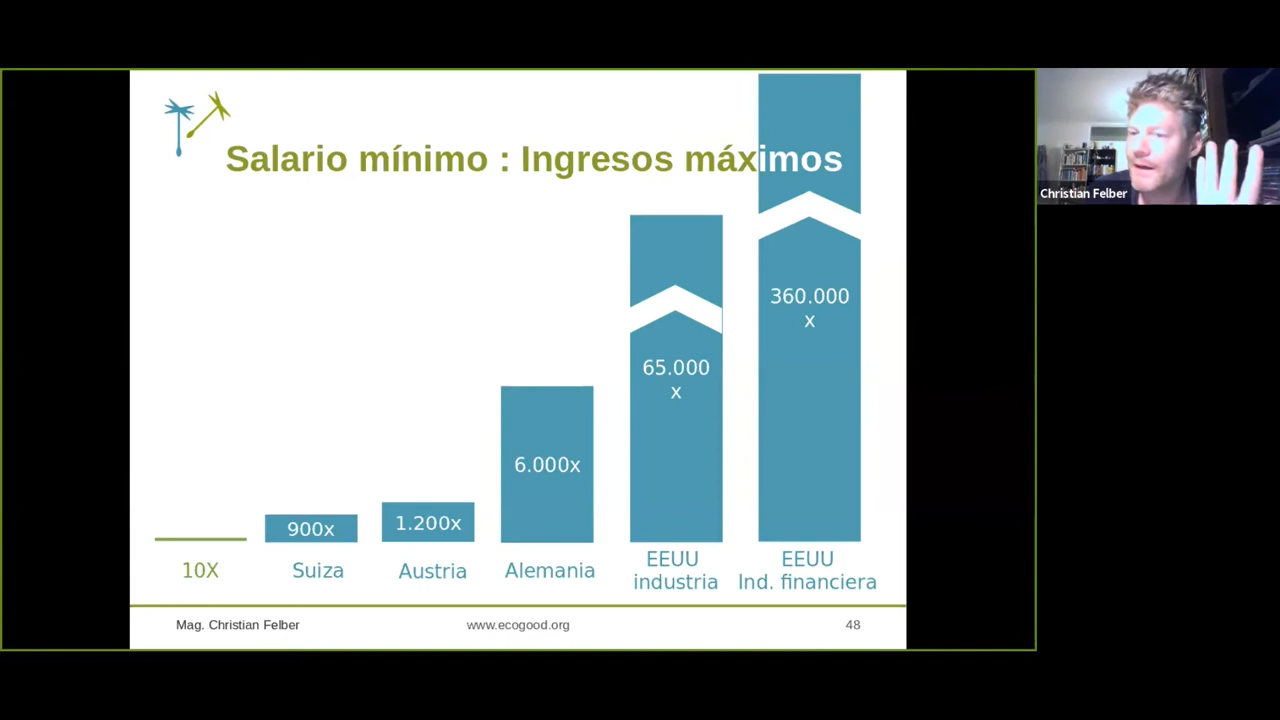 Salario mínimo : Ingresos máximos
360.000
x
65.000
x
6.000x
1.200x
900x
10X
Suiza
Austria
Alemania
EEUU
industria
EEUU
Ind. financiera
Mag. Christian Felber
www.ecogood.org
48
Christian Felber